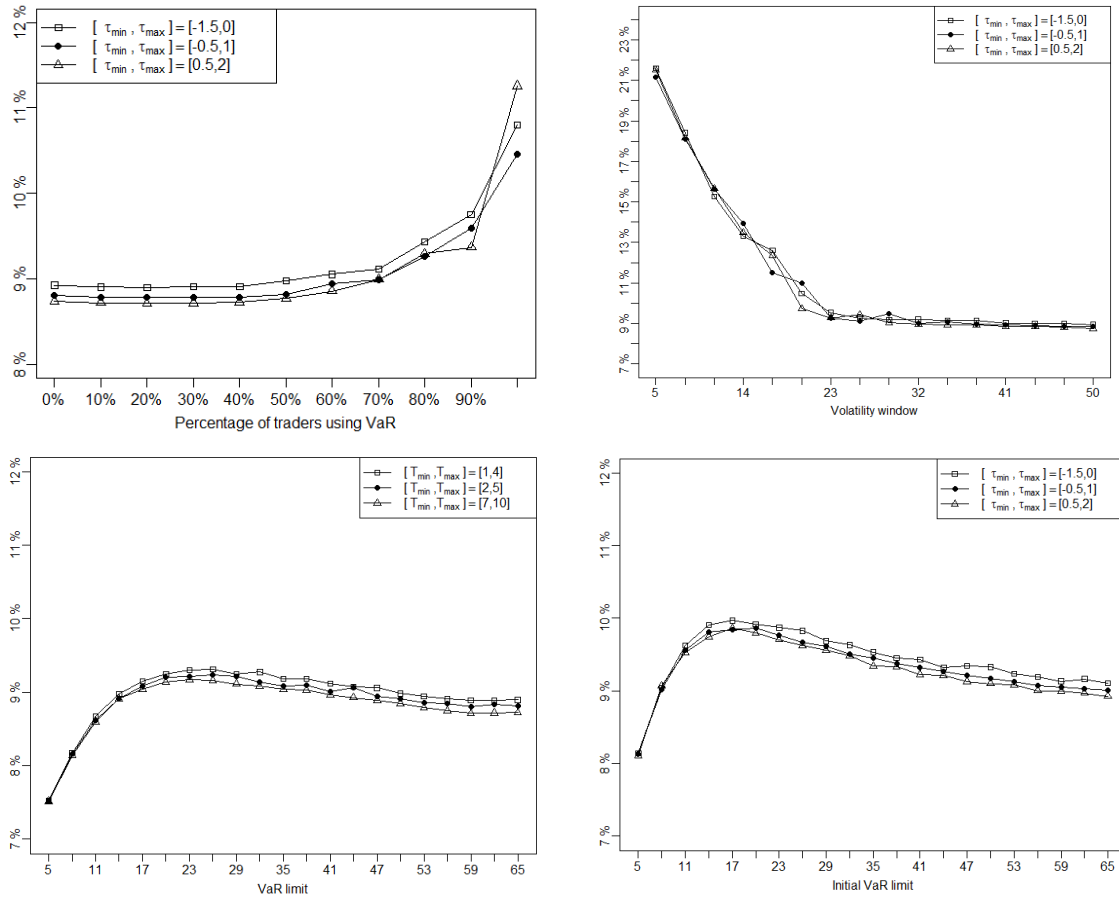 [ τmin , τmax ] = [-1.5,0]
[ τmin , τmax ] = [-0.5,1]
[ τmin , τmax ] = [0.5,2]
12%
11%
10%
9%
8%
0% 10% 20% 30% 40% 50% 60% 70% 80% 90%
Percentage of traders using VaR
[ τmin , τmax ] = [-1.5,0]
[ τmin , τmax ] = [-0.5,1]
[ τmin , τmax ] = [0.5,2]
23%
21%
19%
17%
15%
13%
11%
9%
7%
5 14 23 32 41 50
Volatility window
[ Tmin , Tmax ] = [1,4]
[ Tmin , Tmax ] = [2,5]
[ Tmin , Tmax ] = [7,10]
12%
11%
10%
9%
8%
7%
5 11 17 23 29 35 41 47 53 59 65
VaR limit
[ τmin , τmax ] = [-1.5,0]
[ τmin , τmax ] = [-0.5,1]
[ τmin , τmax ] = [0.5,2]
12%
11%
10%
9%
8%
7%
5 11 17 23 29 35 41 47 53 59 65
Initial VaR limit